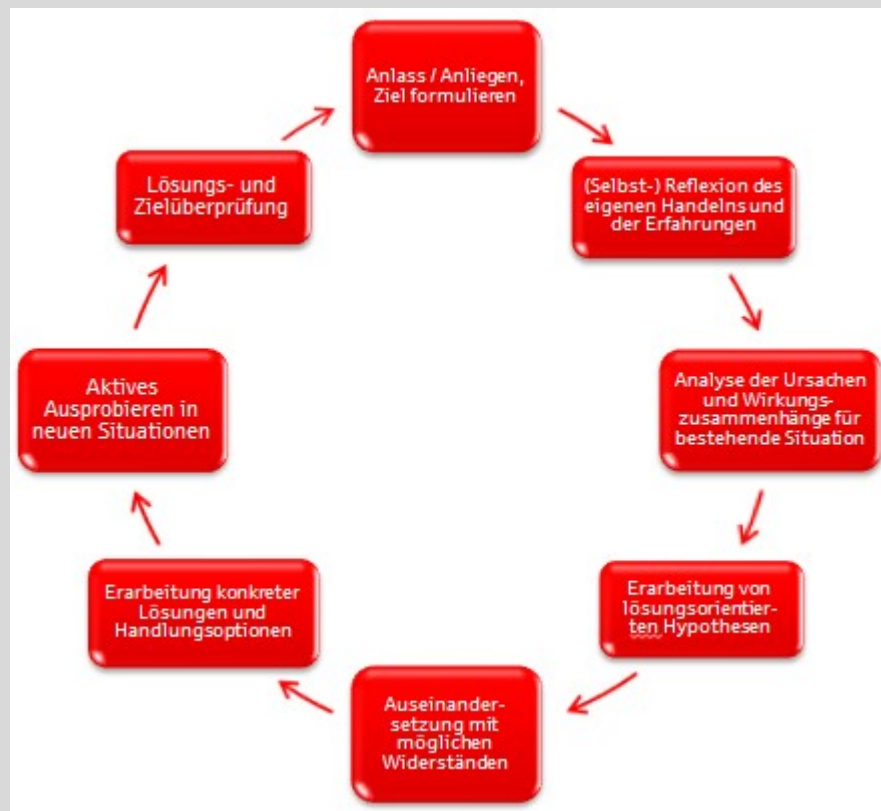 Anlass / Anliegen,
Ziel formulieren
(Selbst-) Reflexion des
eigenen Handelns und
der Erfahrungen
Analyse der Ursachen
und Wirkungs-
zusammenhänge für
bestehende Situation
Erarbeitung von
lösungsorientier-
ten Hypothesen
Auseinander-
setzung mit
möglichen
Widerständen
Erarbeitung konkreter
Lösungen und
Handlungsoptionen
Aktives
Ausprobieren in
neuen Situationen
Lösungs- und
Zielüberprüfung